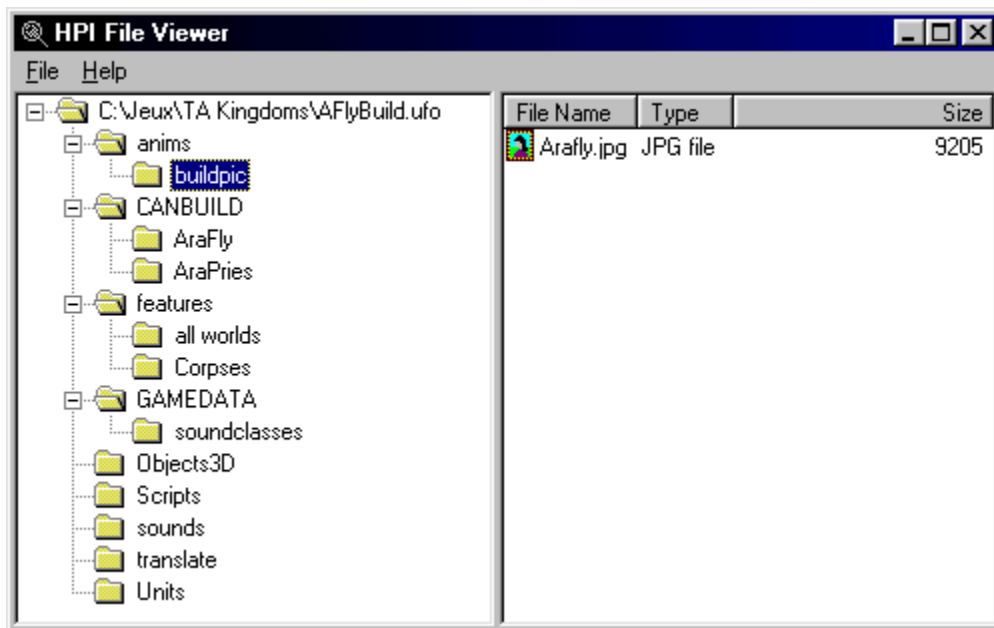 HPI File Viewer
File Help
C:\Jeux\TA Kingdoms\AFlyBuild.ufo
anims
buildpic
CANBUILD
AraFly
AraPries
features
all worlds
Corpses
GAMEDATA
soundclasses
Objects3D
Scripts
sounds
translate
Units
File Name Type Size
Arafly.jpg JPG file 9205